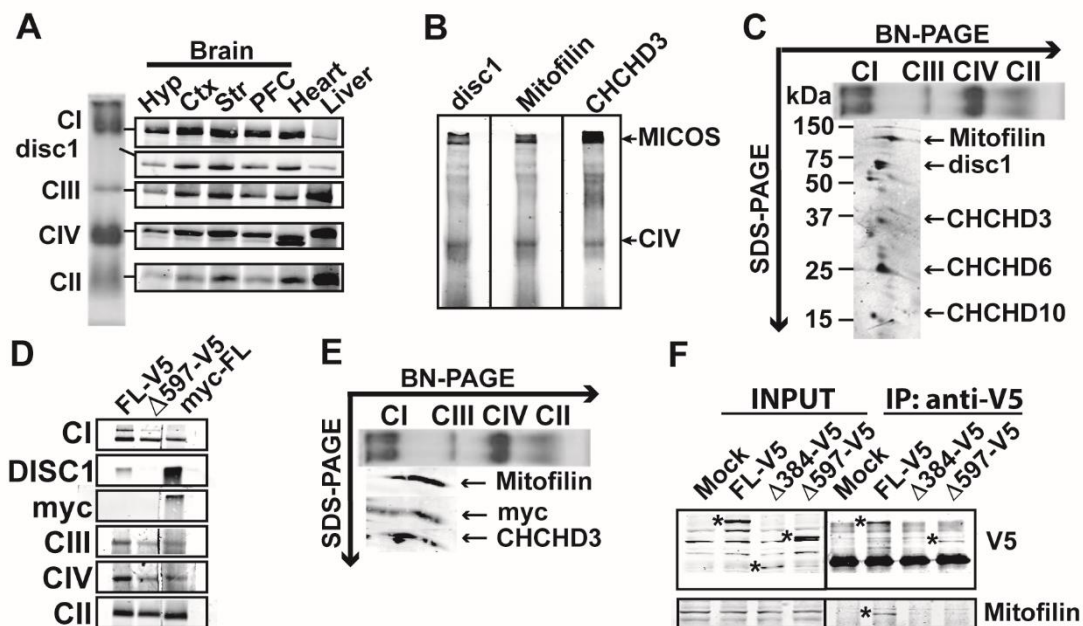 A
Brain
Hyp Ctx Str PFC Heart Liver
CI
disc1
CIII
CIV
CII
B
disc1 Mitofilin CHCHD3
←MICOS
←CIV
C
BN-PAGE
CI CIII CIV CII
kDa
SDS-PAGE
150 ←Mitofilin
75 ←disc1
50
37 ←CHCHD3
25 ←CHCHD6
15 ←CHCHD10
D
FL-V5 Δ597-V5 myc-FL
CI
DISC1
myc
CIII
CIV
CII
E
BN-PAGE
CI CIII CIV CII
SDS-PAGE
← Mitofilin
← myc
← CHCHD3
F
INPUT IP: anti-V5
Mock FL-V5 Δ384-V5 Δ597-V5 Mock FL-V5 Δ384-V5 Δ597-V5
* * * * * V5
* Mitofilin